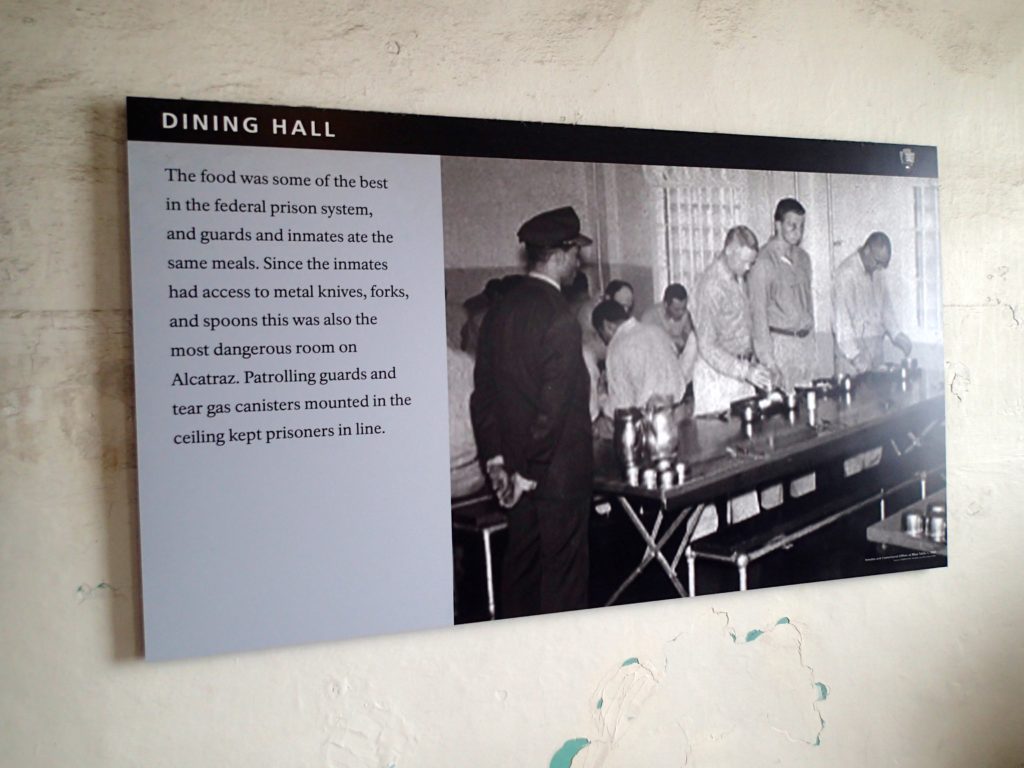 DINING HALL
The food was some of the best
in the federal prison system,
and guards and inmates ate the
same meals. Since the inmates
had access to metal knives, forks,
and spoons this was also the
most dangerous room on
Alcatraz. Patrolling guards and
tear gas canisters mounted in the
ceiling kept prisoners in line.